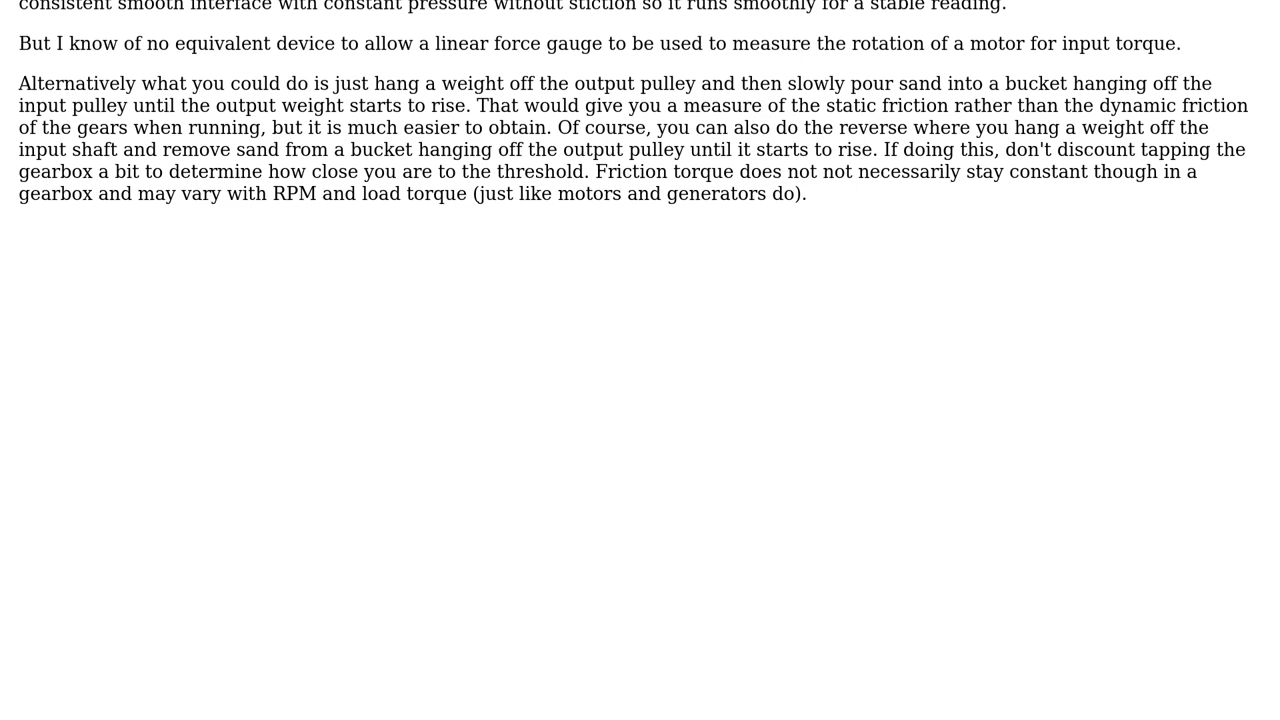 consistent smooth interface with constant pressure without stiction so it runs smoothly for a stable reading.
But I know of no equivalent device to allow a linear force gauge to be used to measure the rotation of a motor for input torque.
Alternatively what you could do is just hang a weight off the output pulley and then slowly pour sand into a bucket hanging off the
input pulley until the output weight starts to rise. That would give you a measure of the static friction rather than the dynamic friction
of the gears when running, but it is much easier to obtain. Of course, you can also do the reverse where you hang a weight off the
input shaft and remove sand from a bucket hanging off the output pulley until it starts to rise. If doing this, don't discount tapping the
gearbox a bit to determine how close you are to the threshold. Friction torque does not not necessarily stay constant though in a
gearbox and may vary with RPM and load torque (just like motors and generators do).